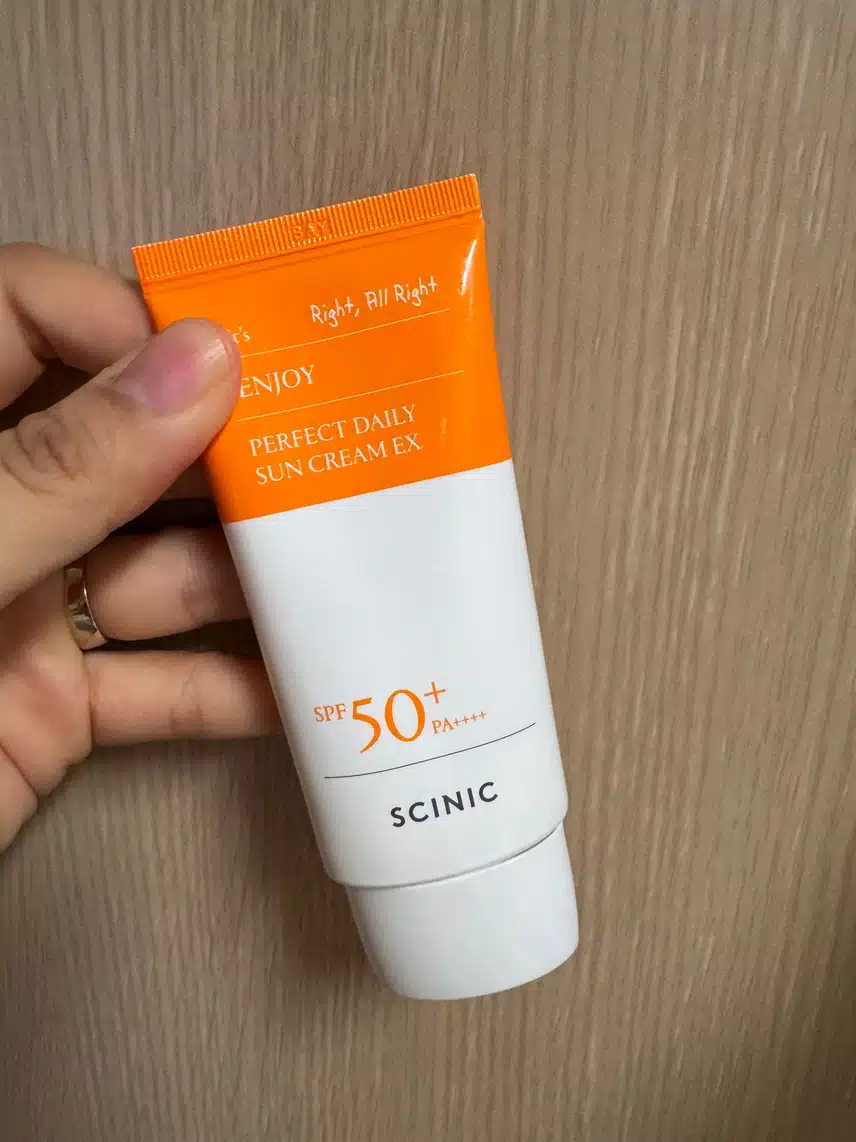 Right, All Right
ENJOY
PERFECT DAILY
SUN CREAM EX
SPF 50+ PA++++
SCINIC